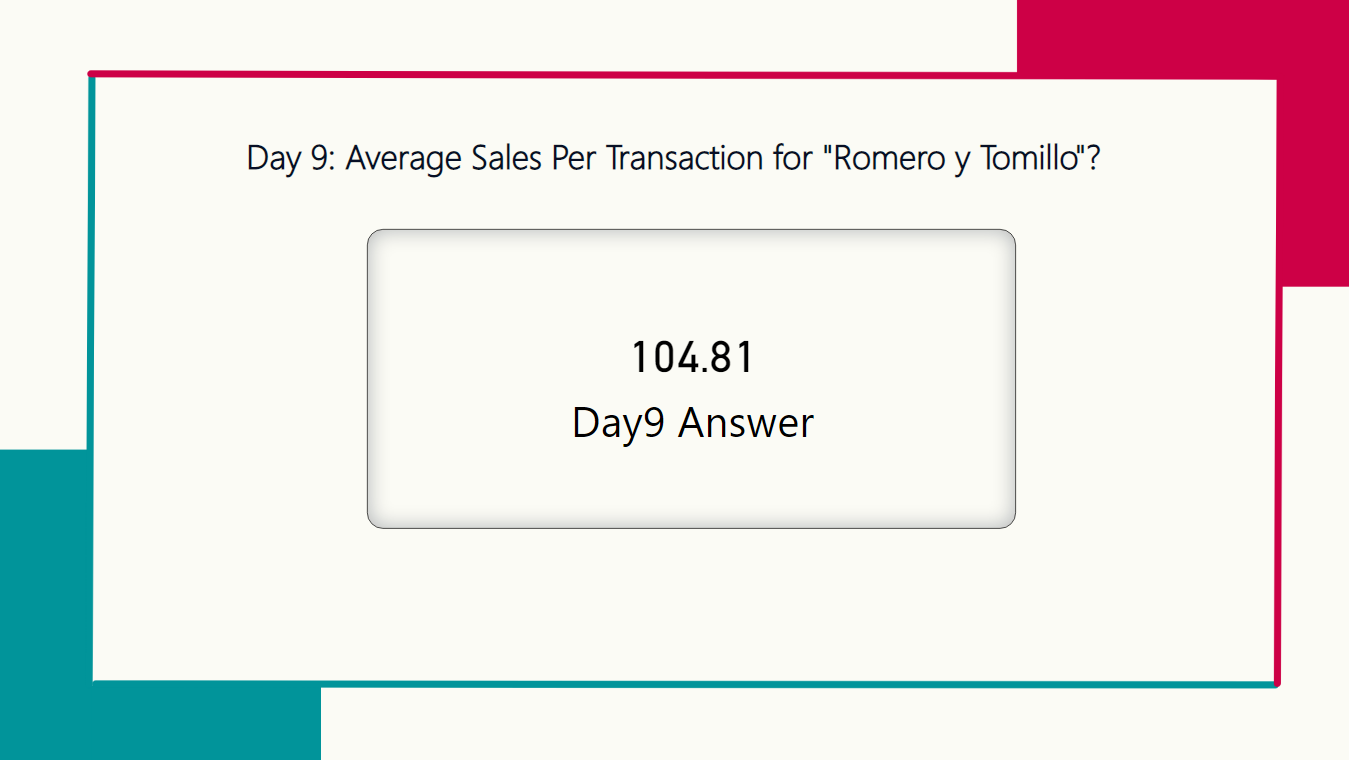 Day 9: Average Sales Per Transaction for "Romero y Tomillo"?
104.81
Day9 Answer